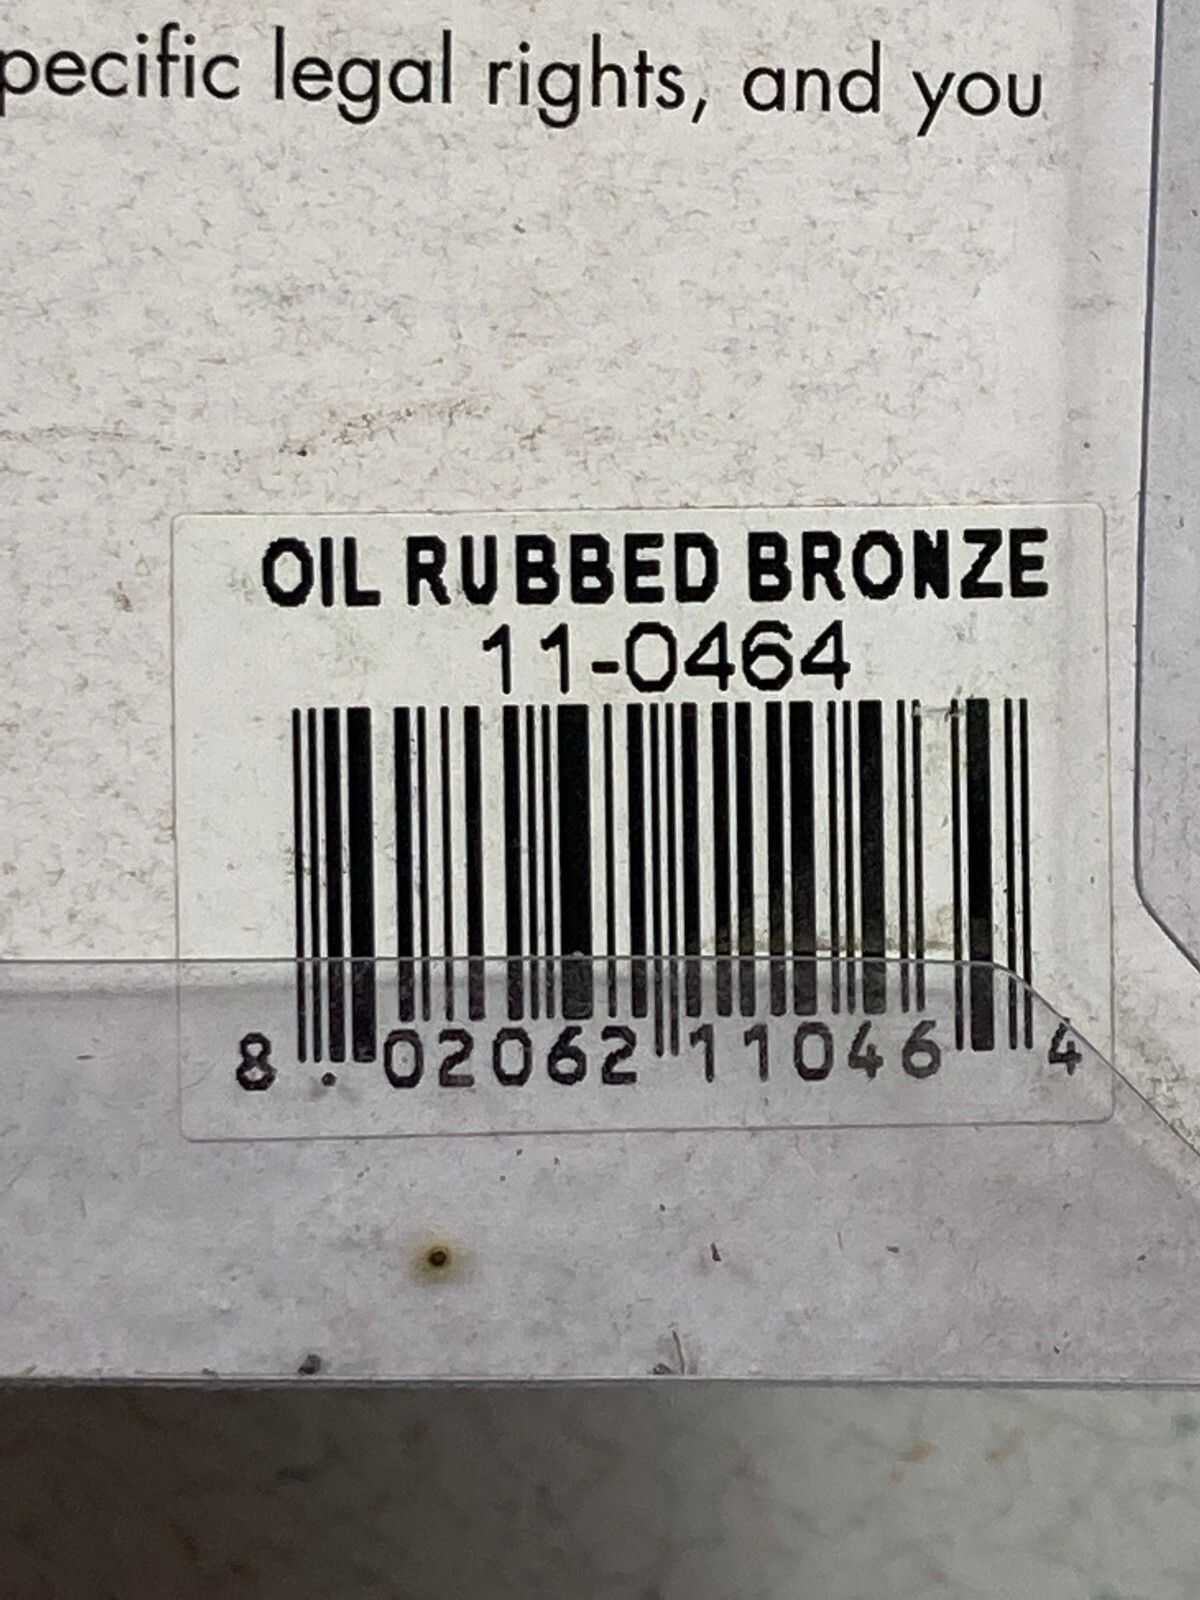 pecific legal rights, and you
OIL RUBBED BRONZE
11-0464
8 02062 11046 4